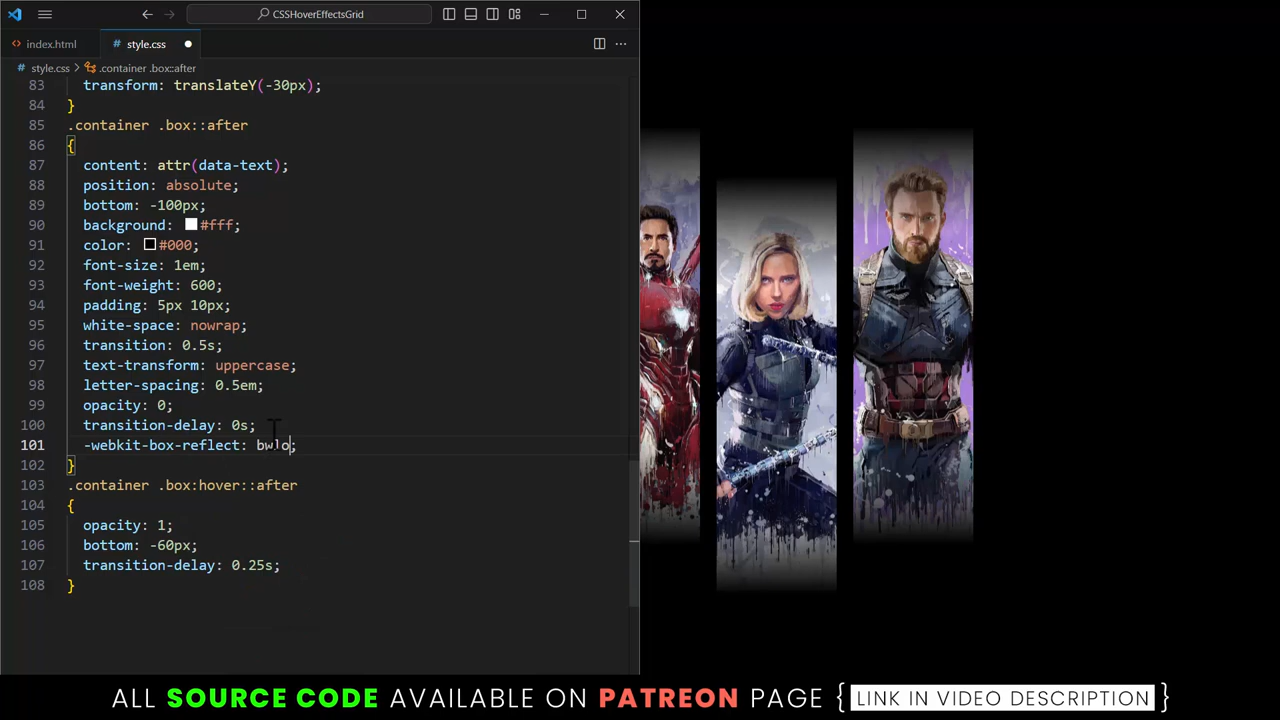 CSSHoverEffectsGrid
index.html
style.css
style.css > .container .box::after
83 transform: translateY(-30px);
84 }
85 .container .box::after
86 {
87 content: attr(data-text);
88 position: absolute;
89 bottom: -100px;
90 background: #fff;
91 color: #000;
92 font-size: 1em;
93 font-weight: 600;
94 padding: 5px 10px;
95 white-space: nowrap;
96 transition: 0.5s;
97 text-transform: uppercase;
98 letter-spacing: 0.5em;
99 opacity: 0;
100 transition-delay: 0s;
101 -webkit-box-reflect: bwlo;
102 }
103 .container .box:hover::after
104 {
105 opacity: 1;
106 bottom: -60px;
107 transition-delay: 0.25s;
108 }
ALL SOURCE CODE AVAILABLE ON PATREON PAGE { LINK IN VIDEO DESCRIPTION }